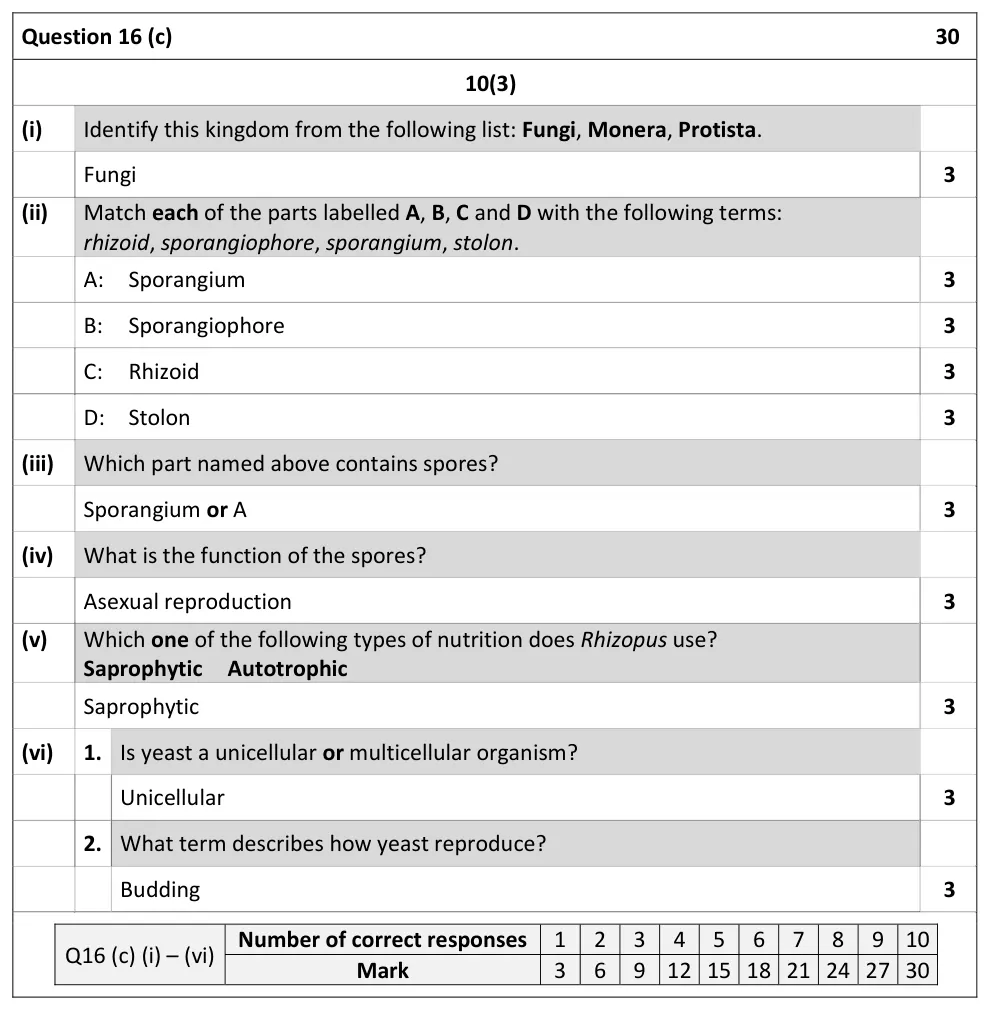 Question 16 (c) 30
10(3)
(i) Identify this kingdom from the following list: Fungi, Monera, Protista.
Fungi 3
(ii) Match each of the parts labelled A, B, C and D with the following terms:
rhizoid, sporangiophore, sporangium, stolon.
A: Sporangium 3
B: Sporangiophore 3
C: Rhizoid 3
D: Stolon 3
(iii) Which part named above contains spores?
Sporangium or A 3
(iv) What is the function of the spores?
Asexual reproduction 3
(v) Which one of the following types of nutrition does Rhizopus use?
Saprophytic Autotrophic
Saprophytic 3
(vi) 1. Is yeast a unicellular or multicellular organism?
Unicellular 3
2. What term describes how yeast reproduce?
Budding 3
Q16 (c) (i) – (vi) Number of correct responses 1 2 3 4 5 6 7 8 9 10
Mark 3 6 9 12 15 18 21 24 27 30